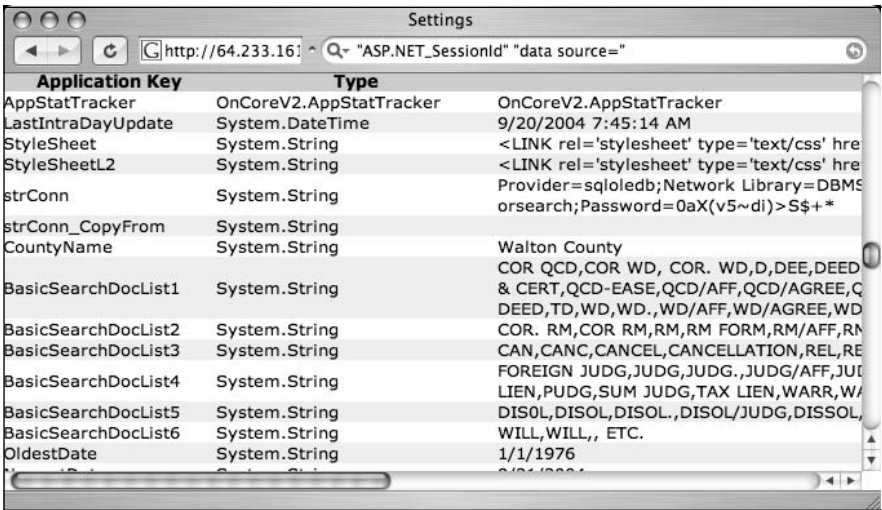 Settings
http://64.233.161 "ASP.NET_SessionId" "data source="
Application Key Type
AppStatTracker OnCoreV2.AppStatTracker OnCoreV2.AppStatTracker
LastIntraDayUpdate System.DateTime 9/20/2004 7:45:14 AM
StyleSheet System.String <LINK rel='stylesheet' type='text/css' hre
StyleSheetL2 System.String <LINK rel='stylesheet' type='text/css' hre
strConn System.String Provider=sqloledb;Network Library=DBMS
orsearch;Password=0aX(v5~di)>S$+*
strConn_CopyFrom System.String
CountyName System.String Walton County
BasicSearchDocList1 System.String COR QCD,COR WD, COR. WD,D,DEE,DEED
& CERT,QCD-EASE,QCD/AFF,QCD/AGREE,Q
DEED,TD,WD,WD.,WD/AFF,WD/AGREE,WD
BasicSearchDocList2 System.String COR. RM,COR RM,RM,RM FORM,RM/AFF,RM
BasicSearchDocList3 System.String CAN,CANC,CANCEL,CANCELLATION,REL,RE
BasicSearchDocList4 System.String FOREIGN JUDG,JUDG,JUDG.,JUDG/AFF,JUD
LIEN,PUDG,SUM JUDG,TAX LIEN,WARR,WA
BasicSearchDocList5 System.String DIS0L,DISOL,DISOL.,DISOL/JUDG,DISSOL,
BasicSearchDocList6 System.String WILL,WILL,, ETC.
OldestDate System.String 1/1/1976